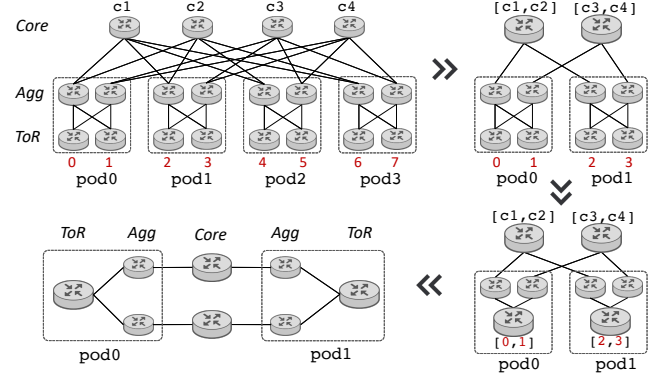 Core c1 c2 c3 c4
Agg
ToR
0 1 2 3 4 5 6 7
pod0 pod1 pod2 pod3
[c1,c2] [c3,c4]
0 1 2 3
pod0 pod1
[c1,c2] [c3,c4]
[0,1] [2,3]
pod0 pod1
ToR Agg Core Agg ToR
pod0 pod1